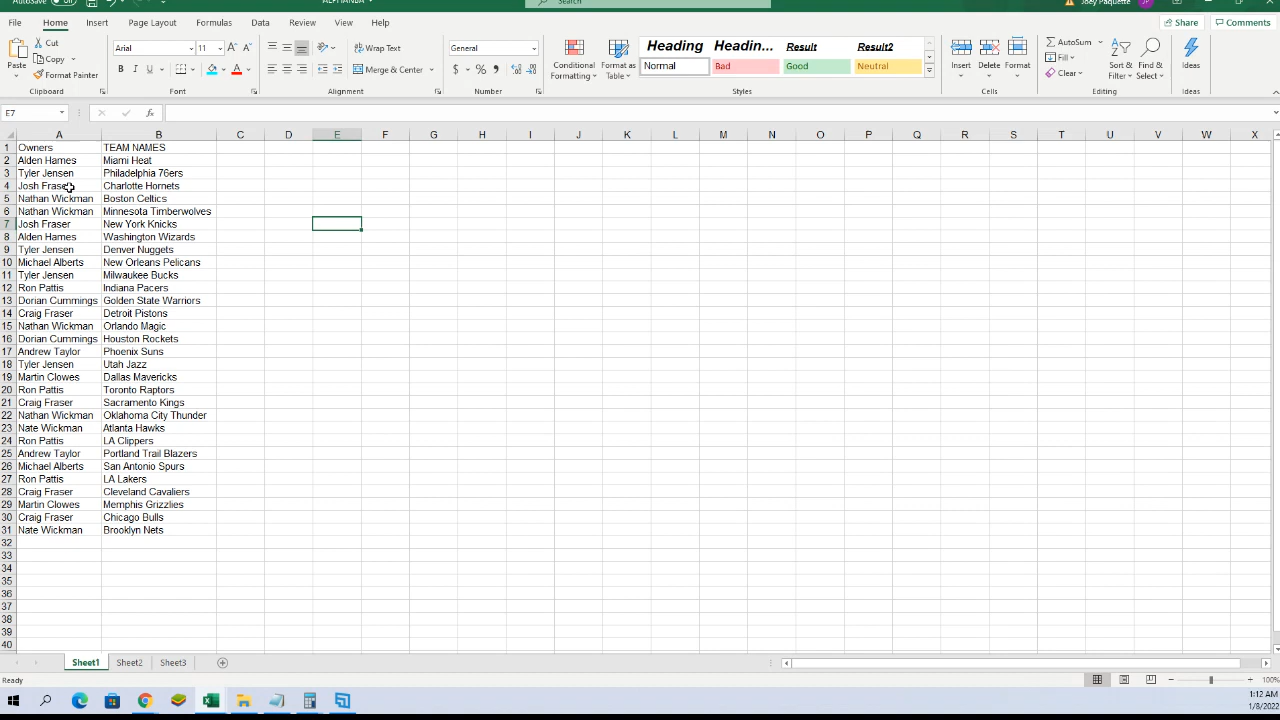 Joey Paquette JP
Search
File Home Insert Page Layout Formulas Data Review View Help Share Comments
Paste Cut Copy Format Painter
Arial 11 B I U A
Wrap Text Merge & Center
General $ % 9
Conditional Formatting Format as Table
Heading Headin... Result Result2
Normal Bad Good Neutral
Insert Delete Format
AutoSum Fill Clear Sort & Filter Find & Select Ideas
Clipboard Font Alignment Number Styles Cells Editing Ideas
E7 fx
A B C D E F G H I J K L M N O P Q R S T U V W X
1 Owners TEAM NAMES
2 Alden Hames Miami Heat
3 Tyler Jensen Philadelphia 76ers
4 Josh Fraser Charlotte Hornets
5 Nathan Wickman Boston Celtics
6 Nathan Wickman Minnesota Timberwolves
7 Josh Fraser New York Knicks
8 Alden Hames Washington Wizards
9 Tyler Jensen Denver Nuggets
10 Michael Alberts New Orleans Pelicans
11 Tyler Jensen Milwaukee Bucks
12 Ron Pattis Indiana Pacers
13 Dorian Cummings Golden State Warriors
14 Craig Fraser Detroit Pistons
15 Nathan Wickman Orlando Magic
16 Dorian Cummings Houston Rockets
17 Andrew Taylor Phoenix Suns
18 Tyler Jensen Utah Jazz
19 Martin Clowes Dallas Mavericks
20 Ron Pattis Toronto Raptors
21 Craig Fraser Sacramento Kings
22 Nathan Wickman Oklahoma City Thunder
23 Nate Wickman Atlanta Hawks
24 Ron Pattis LA Clippers
25 Andrew Taylor Portland Trail Blazers
26 Michael Alberts San Antonio Spurs
27 Ron Pattis LA Lakers
28 Craig Fraser Cleveland Cavaliers
29 Martin Clowes Memphis Grizzlies
30 Craig Fraser Chicago Bulls
31 Nate Wickman Brooklyn Nets
32
33
34
35
36
37
38
39
40
Sheet1 Sheet2 Sheet3
Ready 100%
1:12 AM
1/8/2022